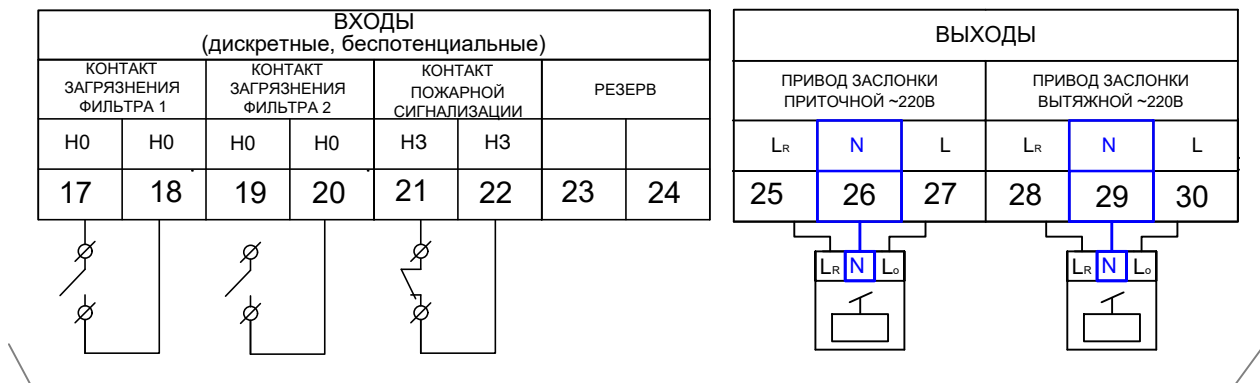 ВХОДЫ
(дискретные, беспотенциальные)
КОНТАКТ
ЗАГРЯЗНЕНИЯ
ФИЛЬТРА 1
КОНТАКТ
ЗАГРЯЗНЕНИЯ
ФИЛЬТРА 2
КОНТАКТ
ПОЖАРНОЙ
СИГНАЛИЗАЦИИ
РЕЗЕРВ
Н0 Н0 Н0 Н0 НЗ НЗ
17 18 19 20 21 22 23 24
ВЫХОДЫ
ПРИВОД ЗАСЛОНКИ
ПРИТОЧНОЙ ~220В
ПРИВОД ЗАСЛОНКИ
ВЫТЯЖНОЙ ~220В
LR N L LR N L
25 26 27 28 29 30
LR N Lo
LR N Lo